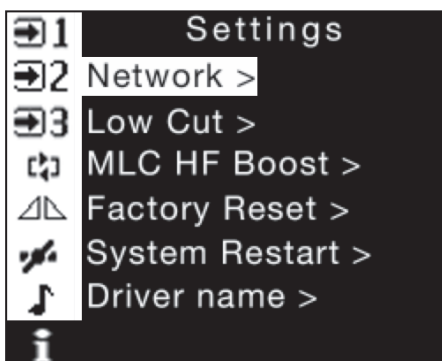 1 Settings
2 Network >
3 Low Cut >
MLC HF Boost >
Factory Reset >
System Restart >
Driver name >
i